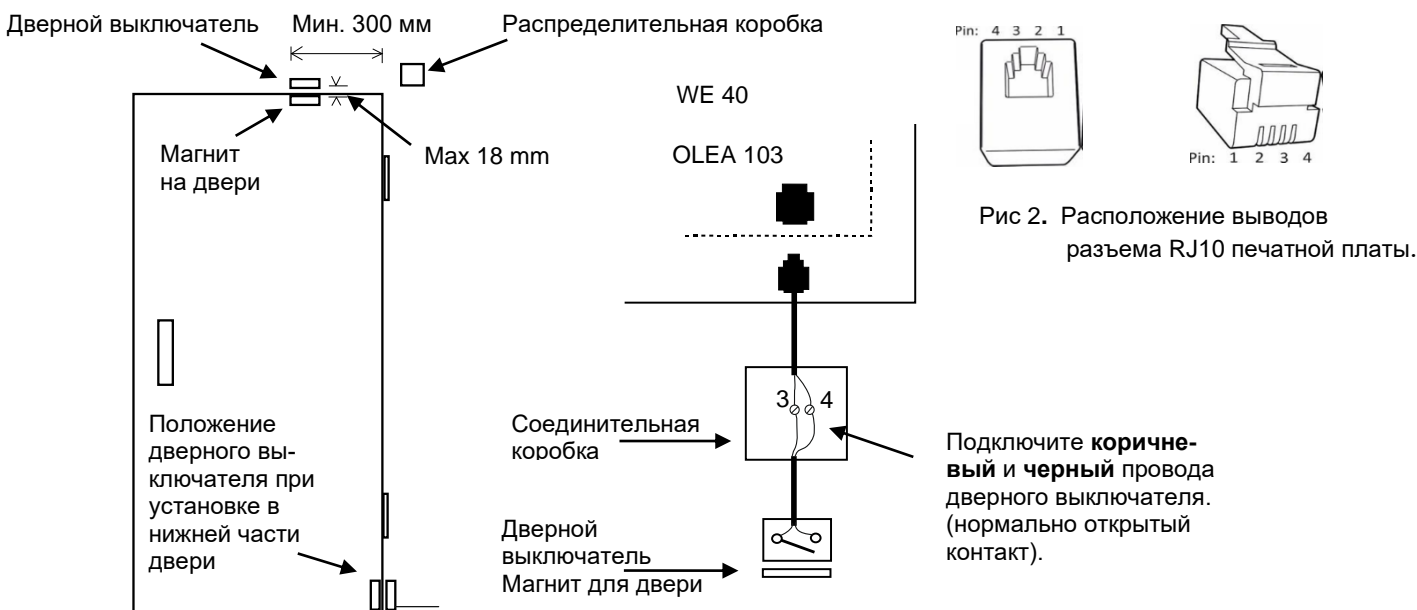 Дверной выключатель
Мин. 300 мм
Распределительная коробка
Магнит
на двери
Max 18 mm
Положение
дверного вы-
ключателя при
установке в
нижней части
двери
WE 40
OLEA 103
3 4
Соединительная
коробка
Подключите коричне-
вый и черный провода
дверного выключателя.
(нормально открытый
контакт).
Дверной
выключатель
Магнит для двери
Pin: 4 3 2 1
Pin: 1 2 3 4
Рис 2. Расположение выводов
разъема RJ10 печатной платы.